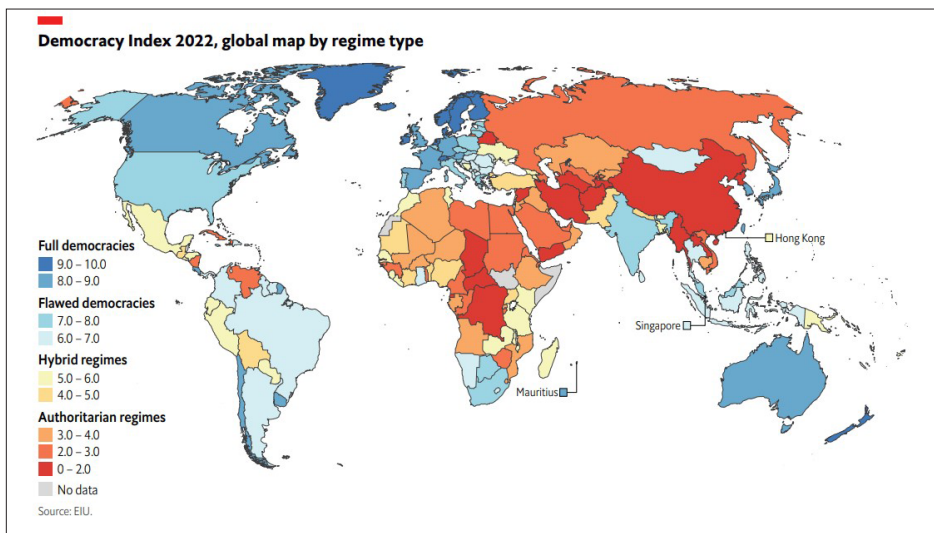 Democracy Index 2022, global map by regime type
Full democracies
9.0 – 10.0
8.0 – 9.0
Flawed democracies
7.0 – 8.0
6.0 – 7.0
Hybrid regimes
5.0 – 6.0
4.0 – 5.0
Authoritarian regimes
3.0 – 4.0
2.0 – 3.0
0 – 2.0
No data
Source: EIU.
Hong Kong
Singapore
Mauritius